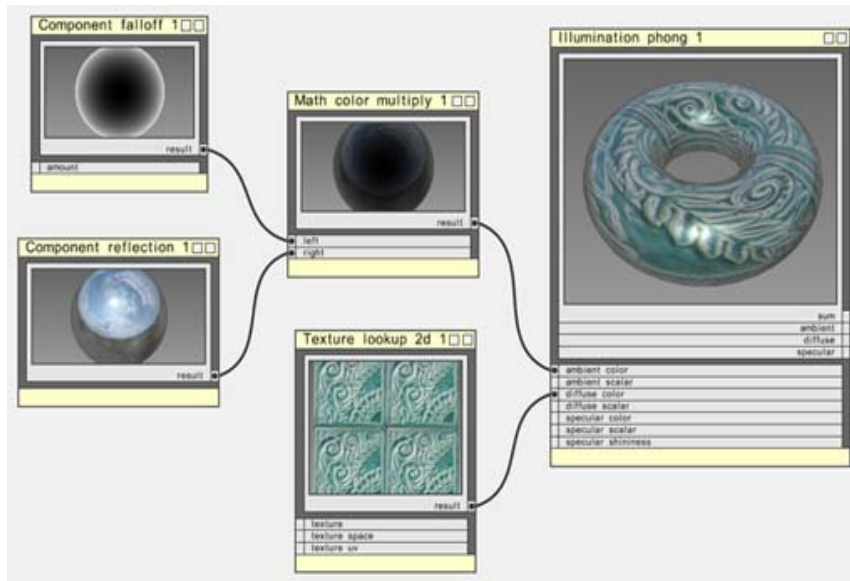 Component falloff 1
result
amount
Component reflection 1
result
Math color multiply 1
result
left
right
Texture lookup 2d 1
result
texture
texture space
texture uv
Illumination phong 1
sum
ambient
diffuse
specular
ambient color
ambient scalar
diffuse color
diffuse scalar
specular color
specular scalar
specular shininess